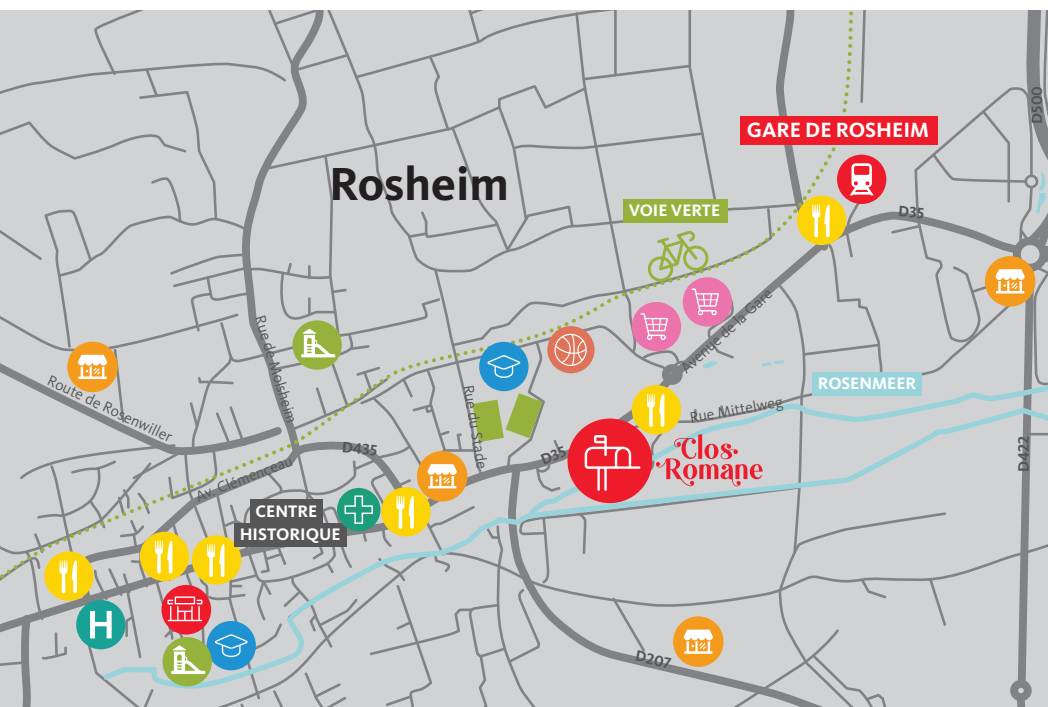 D500
GARE DE ROSHEIM
Rosheim
VOIE VERTE
D35
Avenue de la Gare
Rue de Molsheim
ROSENMEER
Route de Rosenwiller
Rue du Stade
Rue Mittelweg
D435
D35
Clos
Romane
D422
Av. Clémenceau
CENTRE
HISTORIQUE
H
D207